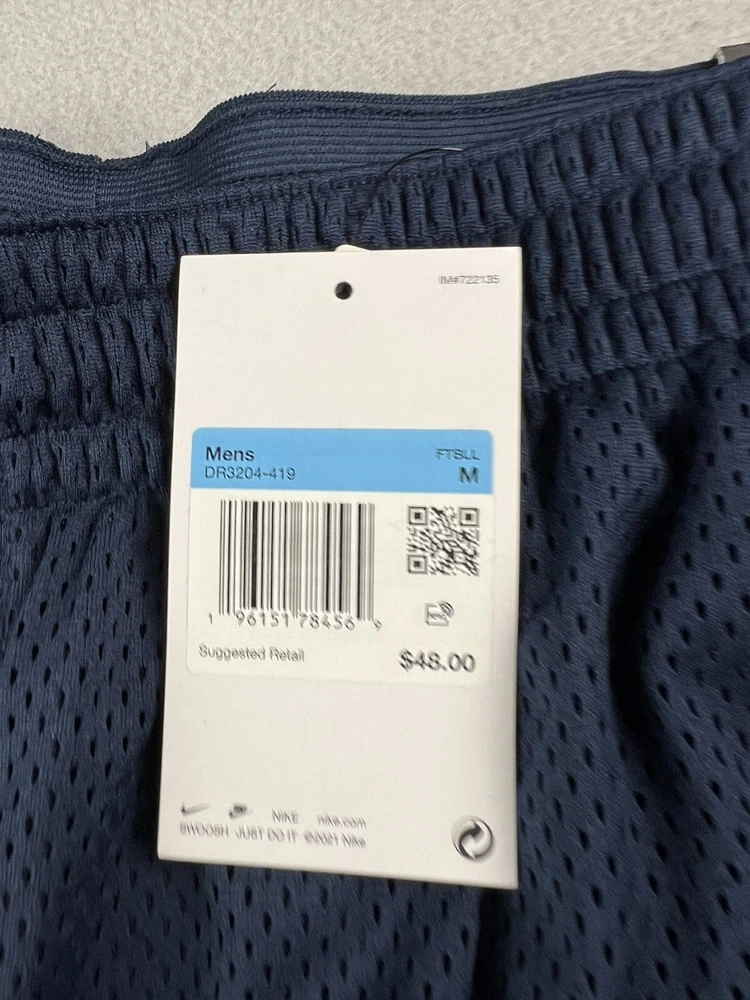 IM#722135
Mens FTBLL
DR3204-419 M
1 96151 78456 9
Suggested Retail $48.00
NIKE nike.com
SWOOSH JUST DO IT ©2021 Nike